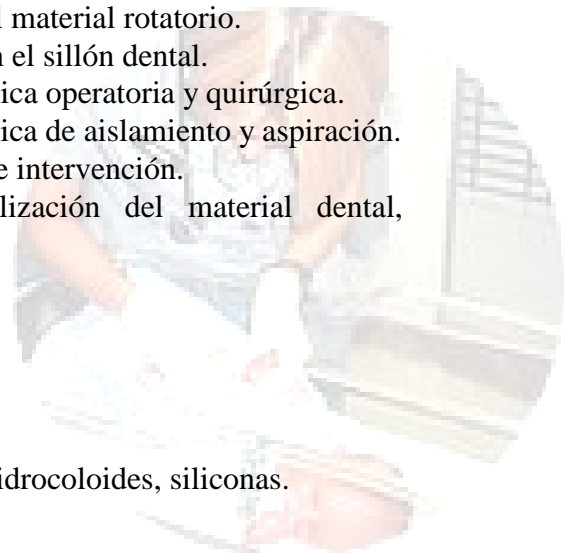 l material rotatorio.
n el sillón dental.
ica operatoria y quirúrgica.
ica de aislamiento y aspiración.
e intervención.
lización del material dental,
idrocoloides, siliconas.